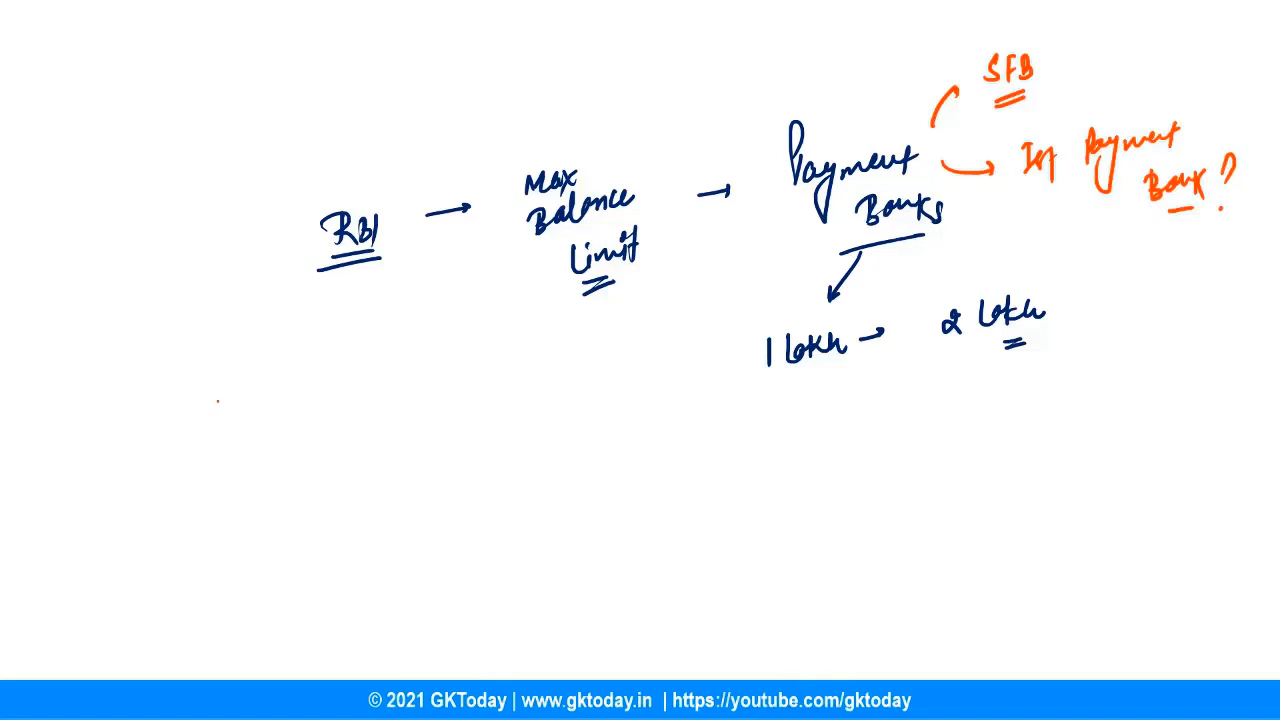 SFB
1st Payment
Bank?
Payment
Banks
Max
Balance
Limit
RBI
1 lakh → 2 lakh
© 2021 GKToday | www.gktoday.in | https://youtube.com/gktoday